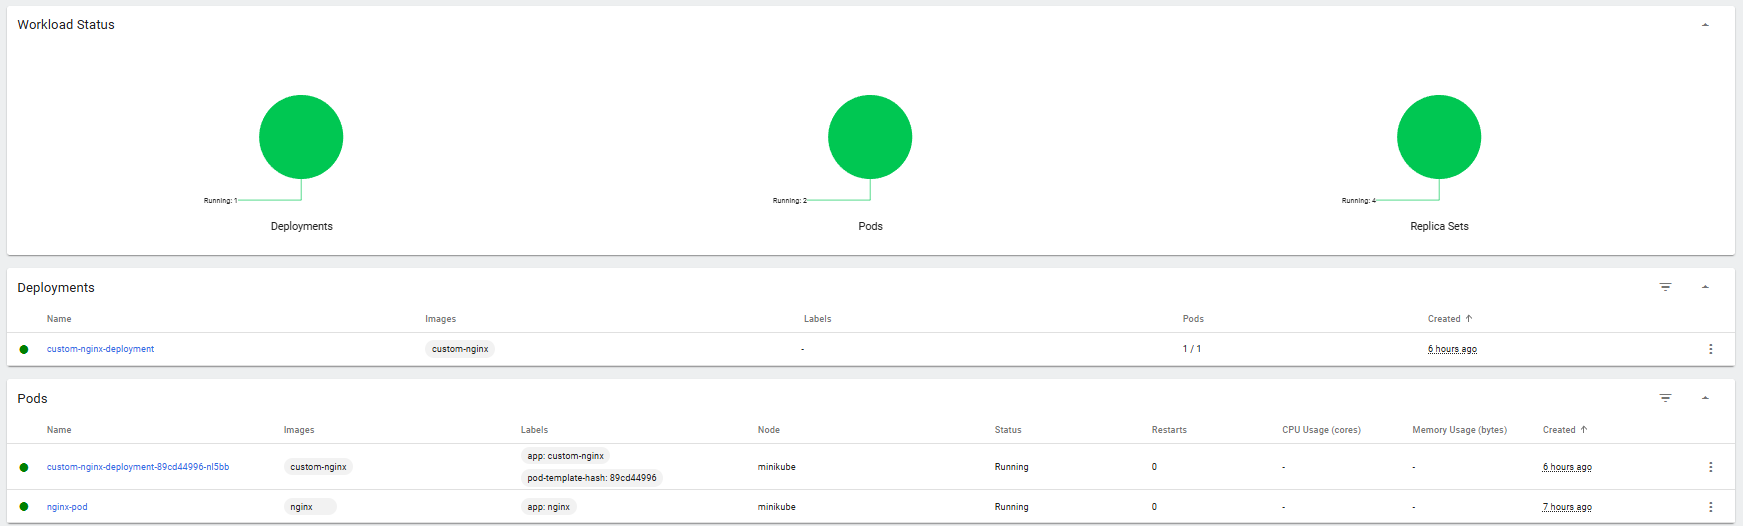 Workload Status
Running: 1
Running: 2
Running: 4
Deployments
Pods
Replica Sets
Deployments
Name Images Labels Pods Created
custom-nginx-deployment custom-nginx - 1 / 1 6 hours ago
Pods
Name Images Labels Node Status Restarts CPU Usage (cores) Memory Usage (bytes) Created
app: custom-nginx
custom-nginx-deployment-89cd44996-nl5bb custom-nginx minikube Running 0 - - 6 hours ago
pod-template-hash: 89cd44996
nginx-pod nginx app: nginx minikube Running 0 - - 7 hours ago